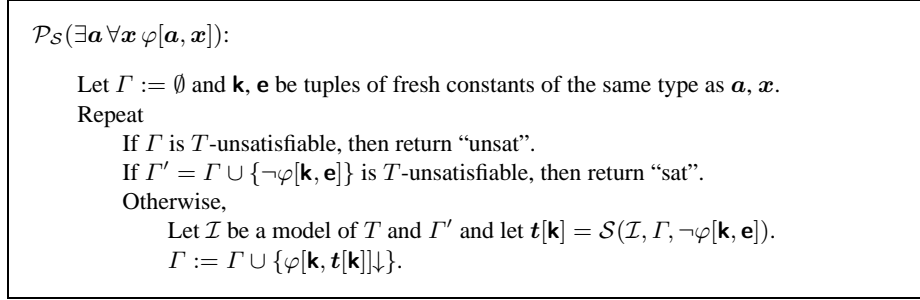 𝒫_𝒮(∃𝒂 ∀𝒙 φ[𝒂, 𝒙]):
Let Γ := ∅ and 𝗸, 𝗲 be tuples of fresh constants of the same type as 𝒂, 𝒙.
Repeat
If Γ is T-unsatisfiable, then return “unsat”.
If Γ′ = Γ ∪ {¬φ[𝗸, 𝗲]} is T-unsatisfiable, then return “sat”.
Otherwise,
Let ℐ be a model of T and Γ′ and let 𝒕[𝗸] = 𝒮(ℐ, Γ, ¬φ[𝗸, 𝗲]).
Γ := Γ ∪ {φ[𝗸, 𝒕[𝗸]]↓}.